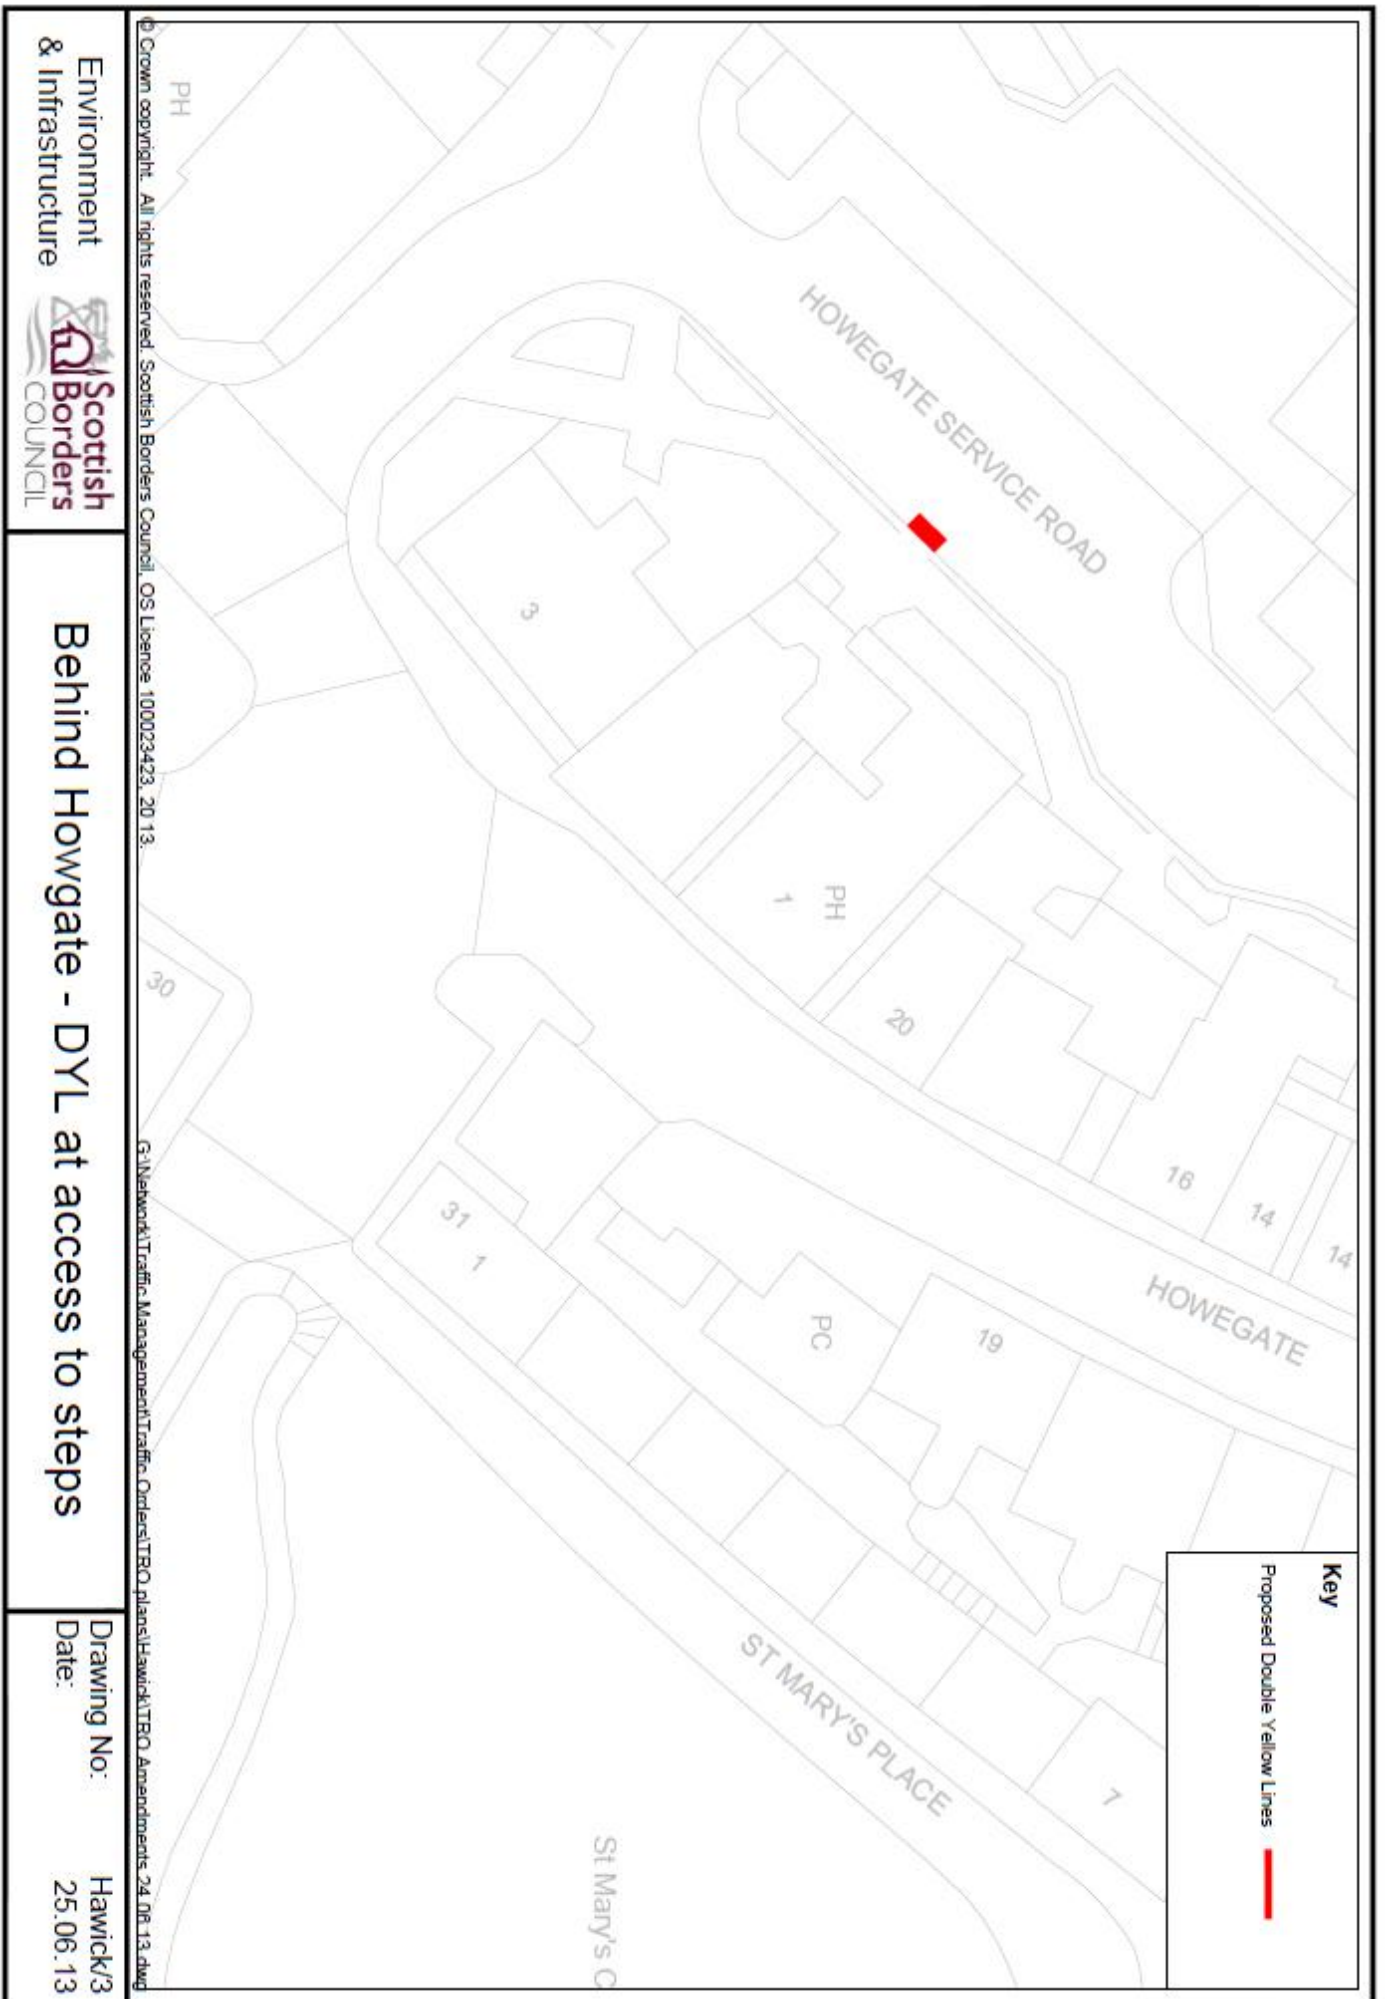 Key
Proposed Double Yellow Lines
HOWEGATE SERVICE ROAD
PH
3
1
PH
20
16
14
14
HOWEGATE
19
PC
31
1
30
7
ST MARY'S PLACE
St Mary's C
© Crown copyright. All rights reserved. Scottish Borders Council, OS Licence 100023423, 2013.
G:\Network\Traffic Management\Traffic Orders\TRO plans\Hawick\TRO Amendments 24.06.13.dwg
Environment
& Infrastructure
Scottish
Borders
COUNCIL
Behind Howgate - DYL at access to steps
Drawing No: Hawick/3
Date: 25.06.13